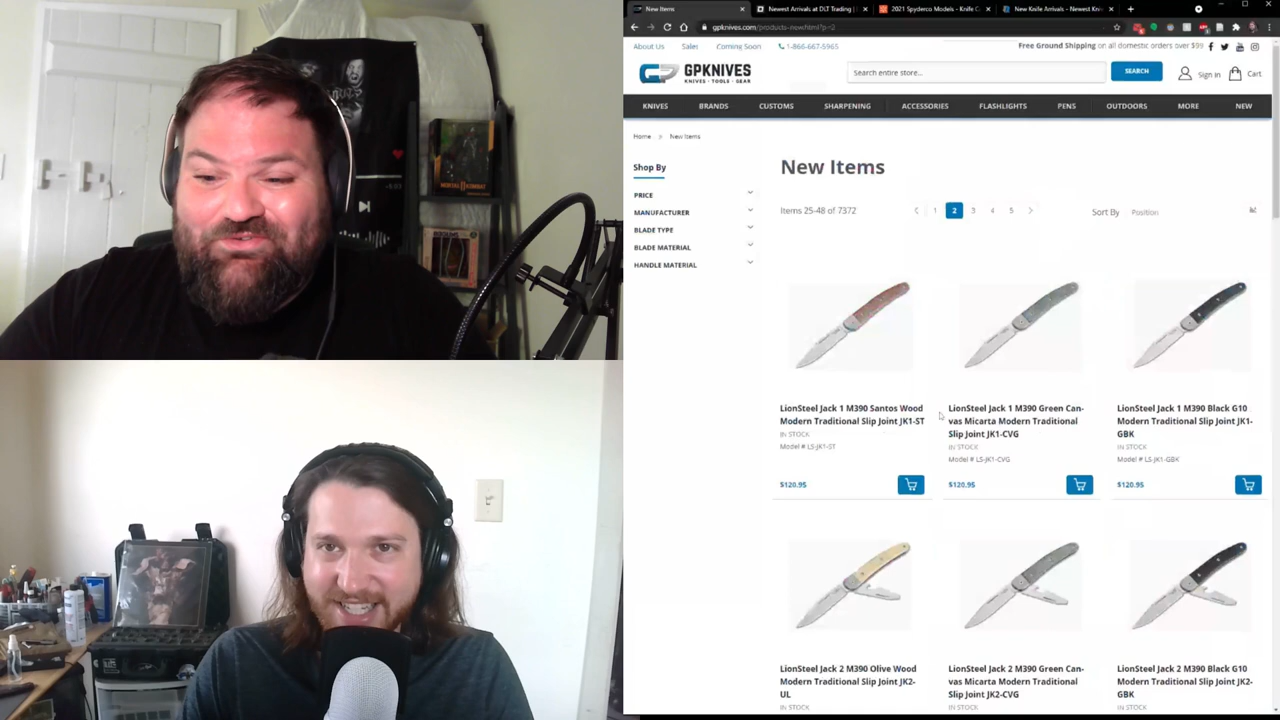 New Items
Newest Arrivals at DLT Trading |
2021 Spyderco Models - Knife C
New Knife Arrivals - Newest Kni
gpknives.com/products-new.html?p=2
About Us
Sales
Coming Soon
1-866-667-5965
Free Ground Shipping on all domestic orders over $99
GPKNIVES
KNIVES · TOOLS · GEAR
Search entire store...
SEARCH
Sign in
Cart
KNIVES
BRANDS
CUSTOMS
SHARPENING
ACCESSORIES
FLASHLIGHTS
PENS
OUTDOORS
MORE
NEW
Home » New Items
Shop By
PRICE
MANUFACTURER
BLADE TYPE
BLADE MATERIAL
HANDLE MATERIAL
New Items
Items 25-48 of 7372
1 2 3 4 5
Sort By Position
LionSteel Jack 1 M390 Santos Wood
Modern Traditional Slip Joint JK1-ST
IN STOCK
Model # LS-JK1-ST
$120.95
LionSteel Jack 1 M390 Green Can-
vas Micarta Modern Traditional
Slip Joint JK1-CVG
IN STOCK
Model # LS-JK1-CVG
$120.95
LionSteel Jack 1 M390 Black G10
Modern Traditional Slip Joint JK1-
GBK
IN STOCK
Model # LS-JK1-GBK
$120.95
LionSteel Jack 2 M390 Olive Wood
Modern Traditional Slip Joint JK2-
UL
IN STOCK
LionSteel Jack 2 M390 Green Can-
vas Micarta Modern Traditional
Slip Joint JK2-CVG
IN STOCK
LionSteel Jack 2 M390 Black G10
Modern Traditional Slip Joint JK2-
GBK
IN STOCK